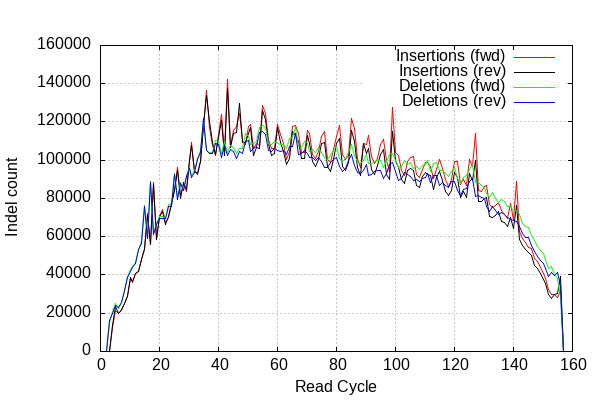 160000
Insertions (fwd)
Insertions (rev)
Deletions (fwd)
Deletions (rev)
140000
120000
100000
80000
60000
40000
20000
0
Indel count
0 20 40 60 80 100 120 140 160
Read Cycle